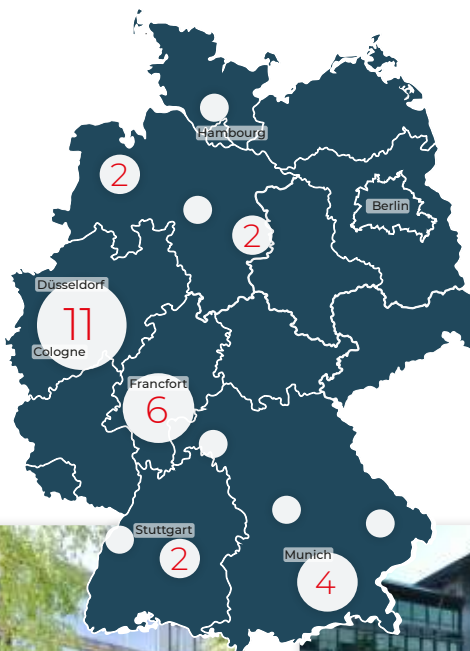 Hambourg
2
Berlin
2
Düsseldorf
11
Cologne
Francfort
6
Stuttgart
2
Munich
4